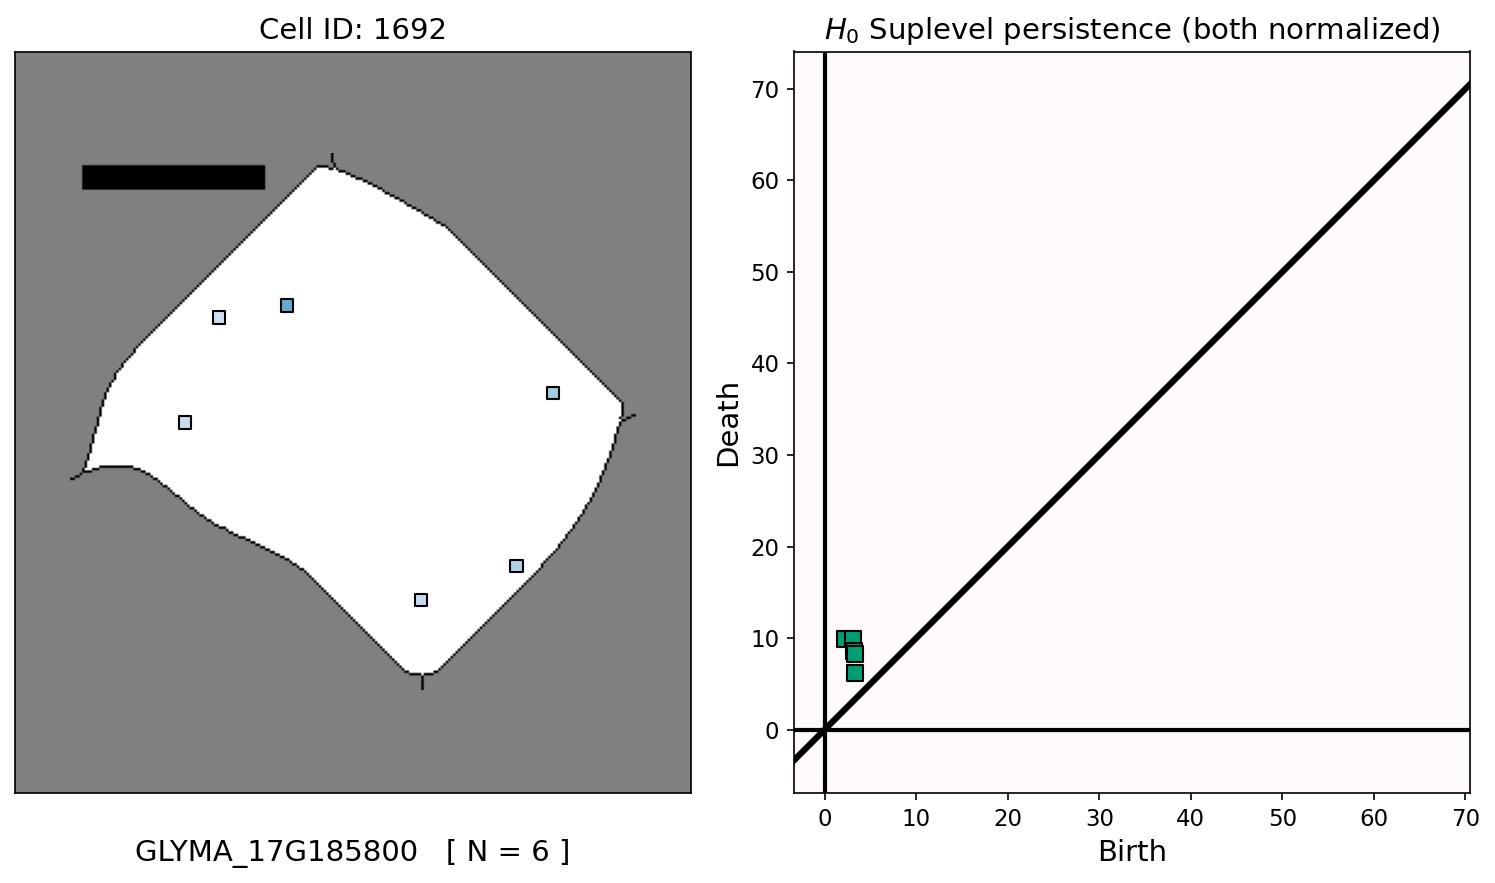 Cell ID: 1692
H₀ Suplevel persistence (both normalized)
70
60
50
40
30
20
10
0
Death
0 10 20 30 40 50 60 70
Birth
GLYMA_17G185800 [ N = 6 ]